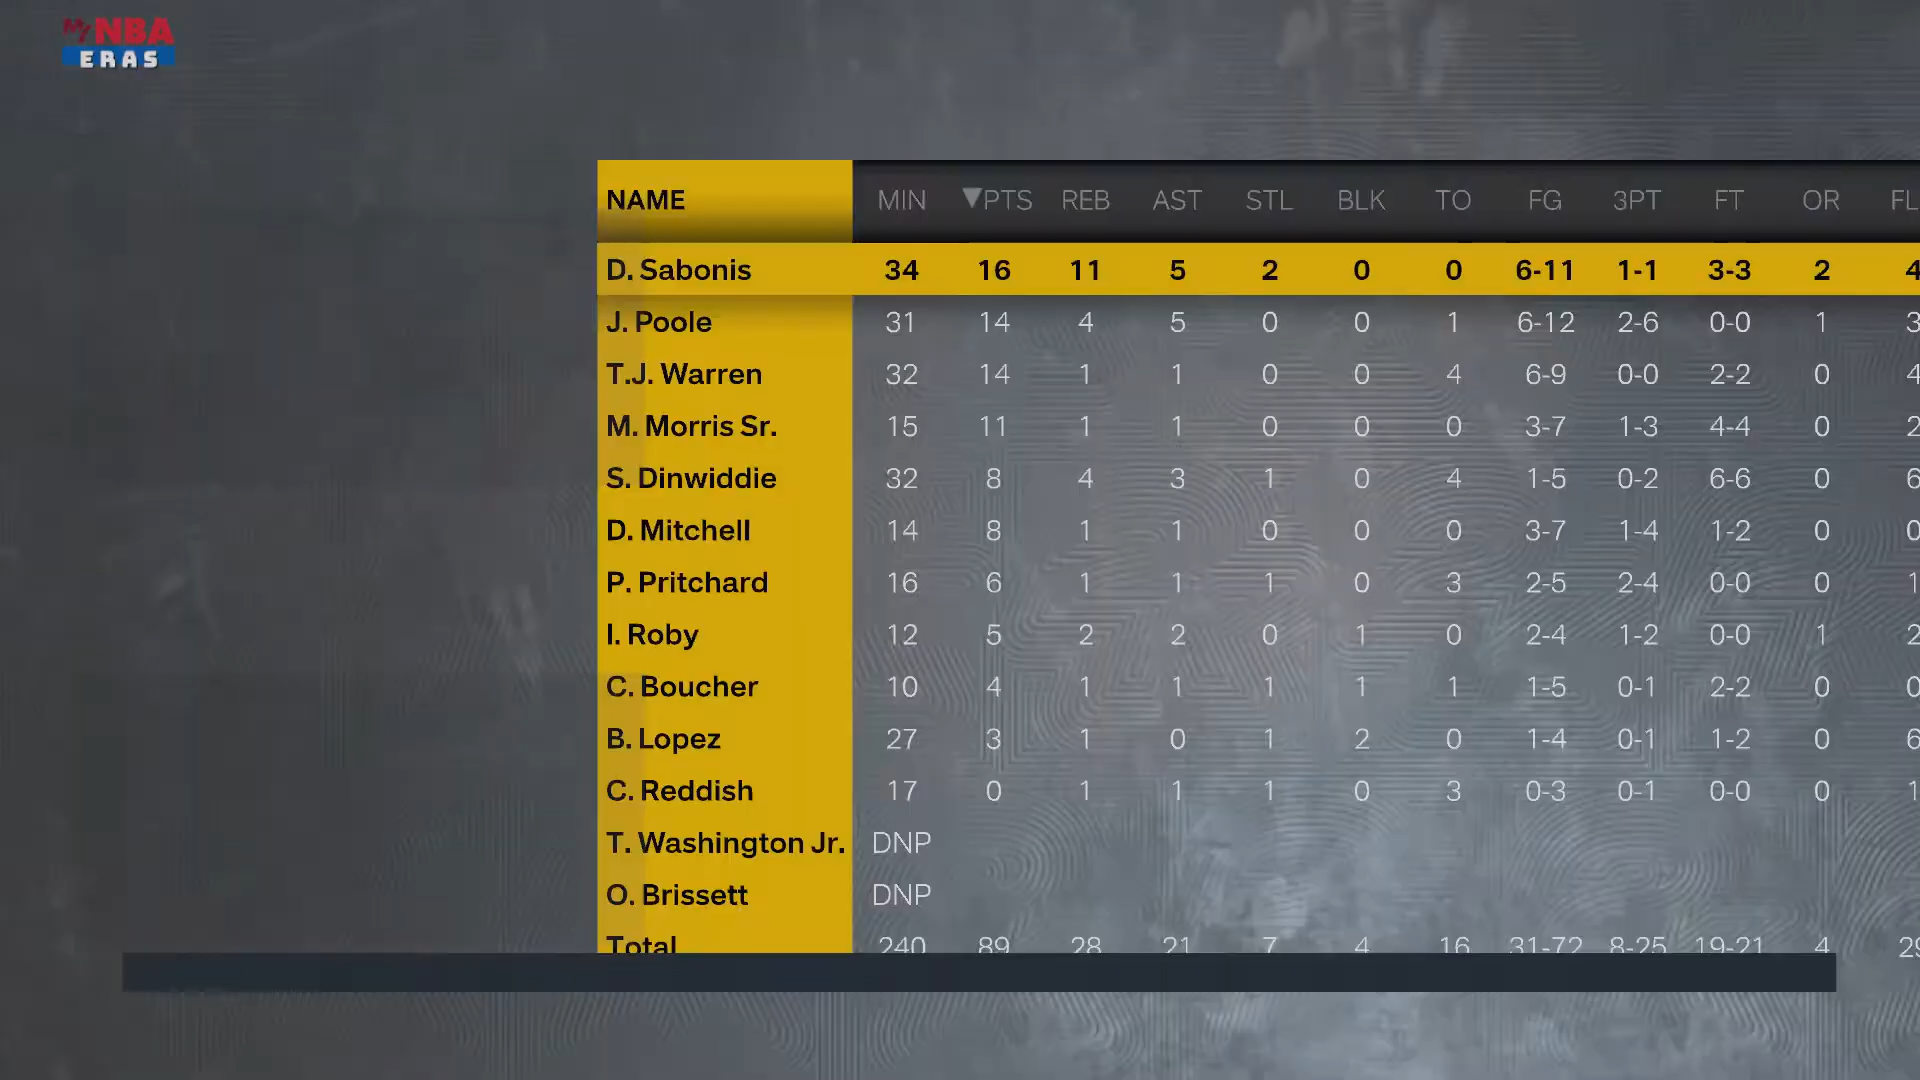 My NBA
ERAS
NAME MIN ▼PTS REB AST STL BLK TO FG 3PT FT OR FL
D. Sabonis 34 16 11 5 2 0 0 6-11 1-1 3-3 2 4
J. Poole 31 14 4 5 0 0 1 6-12 2-6 0-0 1 3
T.J. Warren 32 14 1 1 0 0 4 6-9 0-0 2-2 0 4
M. Morris Sr. 15 11 1 1 0 0 0 3-7 1-3 4-4 0 2
S. Dinwiddie 32 8 4 3 1 0 4 1-5 0-2 6-6 0 6
D. Mitchell 14 8 1 1 0 0 0 3-7 1-4 1-2 0 0
P. Pritchard 16 6 1 1 1 0 3 2-5 2-4 0-0 0 1
I. Roby 12 5 2 2 0 1 0 2-4 1-2 0-0 1 2
C. Boucher 10 4 1 1 1 1 1 1-5 0-1 2-2 0 0
B. Lopez 27 3 1 0 1 2 0 1-4 0-1 1-2 0 6
C. Reddish 17 0 1 1 1 0 3 0-3 0-1 0-0 0 1
T. Washington Jr. DNP
O. Brissett DNP
Total 240 89 28 21 7 4 16 31-72 8-25 19-21 4 29